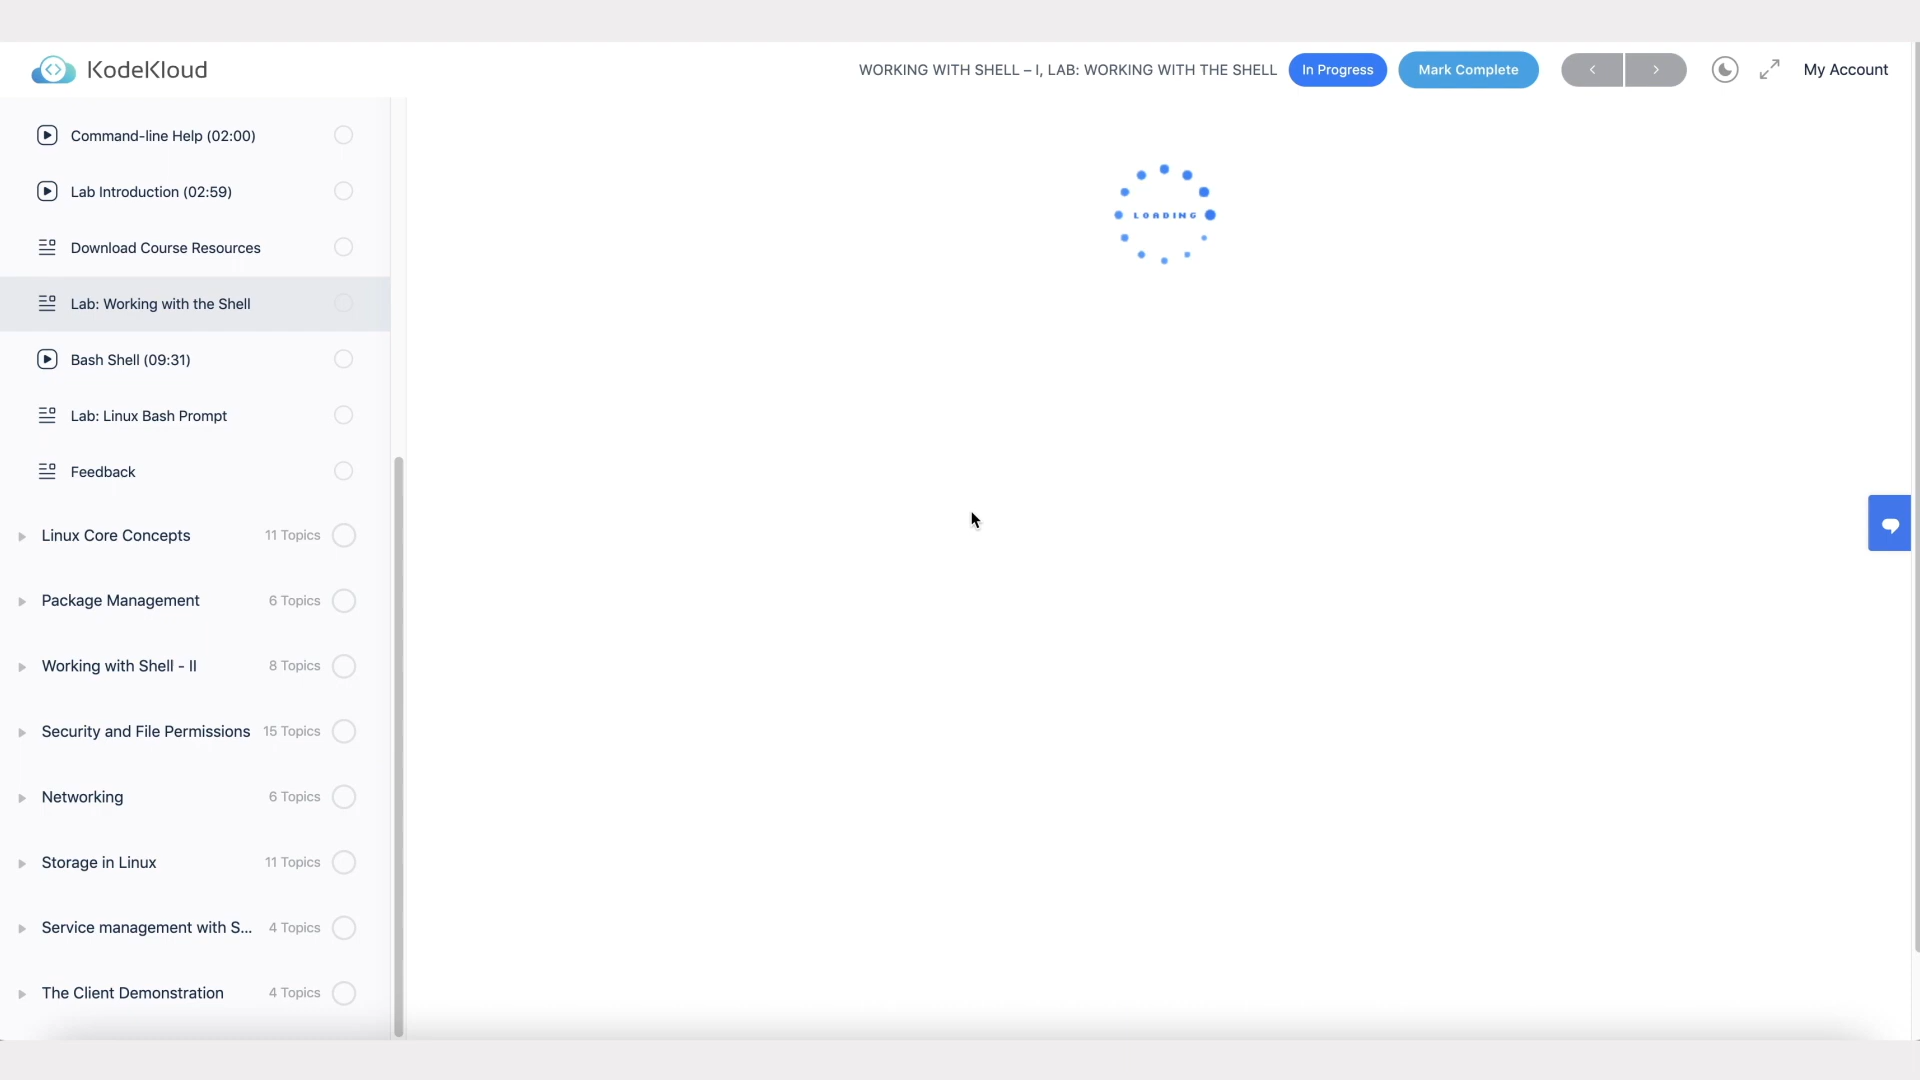 KodeKloud
WORKING WITH SHELL – I, LAB: WORKING WITH THE SHELL
In Progress
Mark Complete
My Account
Command-line Help (02:00)
Lab Introduction (02:59)
Download Course Resources
Lab: Working with the Shell
Bash Shell (09:31)
Lab: Linux Bash Prompt
Feedback
Linux Core Concepts 11 Topics
Package Management 6 Topics
Working with Shell - II 8 Topics
Security and File Permissions 15 Topics
Networking 6 Topics
Storage in Linux 11 Topics
Service management with S... 4 Topics
The Client Demonstration 4 Topics
LOADING